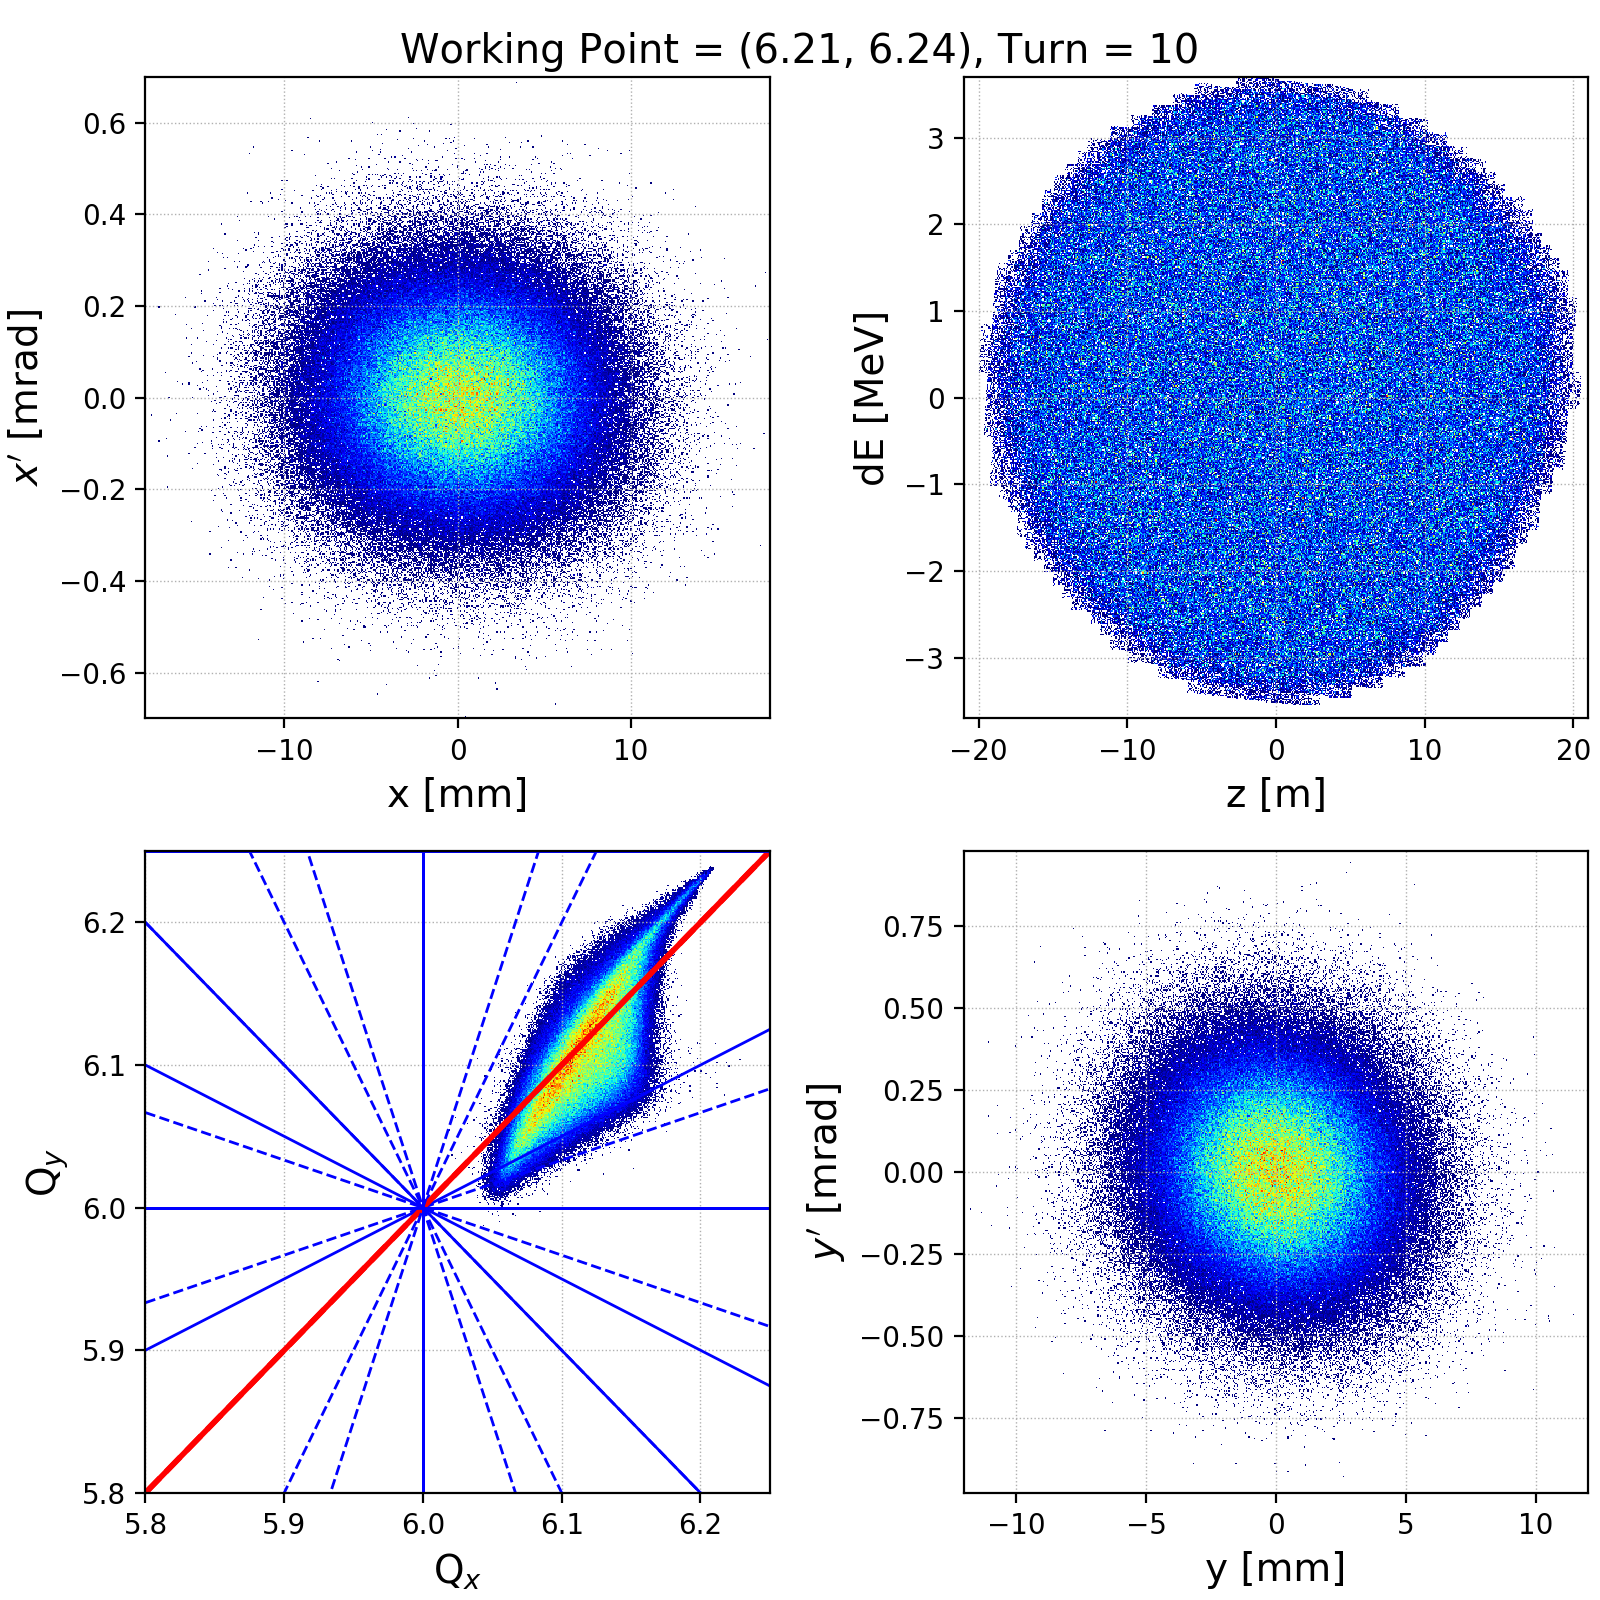 Working Point = (6.21, 6.24), Turn = 10
0.6
0.4
0.2
0.0
−0.2
−0.4
−0.6
x′ [mrad]
−10 0 10
x [mm]
3
2
1
0
−1
−2
−3
dE [MeV]
−20 −10 0 10 20
z [m]
6.2
6.1
6.0
5.9
5.8
Qy
5.8 5.9 6.0 6.1 6.2
Qx
0.75
0.50
0.25
0.00
−0.25
−0.50
−0.75
y′ [mrad]
−10 −5 0 5 10
y [mm]